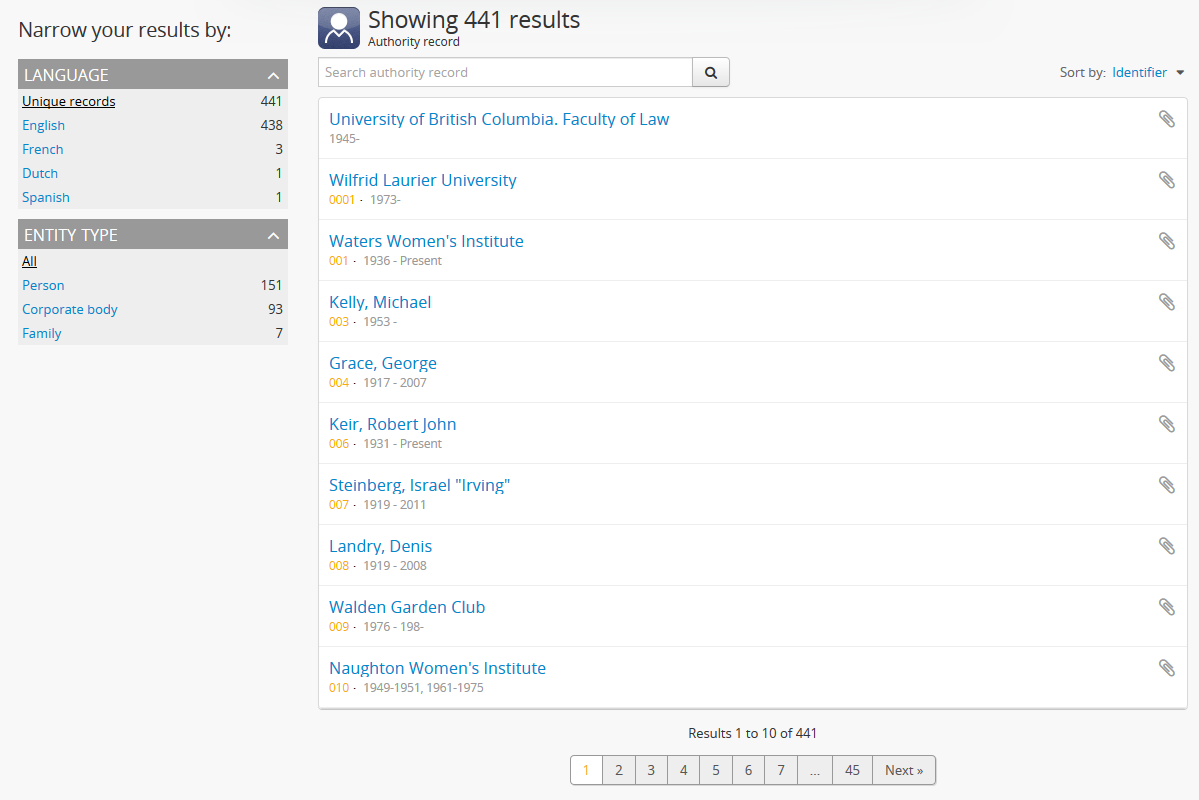 Narrow your results by:
LANGUAGE
Unique records 441
English 438
French 3
Dutch 1
Spanish 1
ENTITY TYPE
All
Person 151
Corporate body 93
Family 7
Showing 441 results
Authority record
Search authority record
Sort by: Identifier
University of British Columbia. Faculty of Law
1945-
Wilfrid Laurier University
0001 · 1973-
Waters Women's Institute
001 · 1936 - Present
Kelly, Michael
003 · 1953 -
Grace, George
004 · 1917 - 2007
Keir, Robert John
006 · 1931 - Present
Steinberg, Israel "Irving"
007 · 1919 - 2011
Landry, Denis
008 · 1919 - 2008
Walden Garden Club
009 · 1976 - 198-
Naughton Women's Institute
010 · 1949-1951, 1961-1975
Results 1 to 10 of 441
1 2 3 4 5 6 7 ... 45 Next »